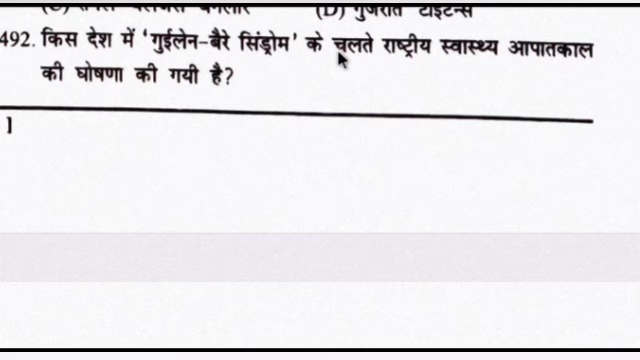 (D) गुजरात टाइटन्स
492. किस देश में ‘गुईलेन-बैरे सिंड्रोम’ के चलते राष्ट्रीय स्वास्थ्य आपातकाल
की घोषणा की गयी है?
]